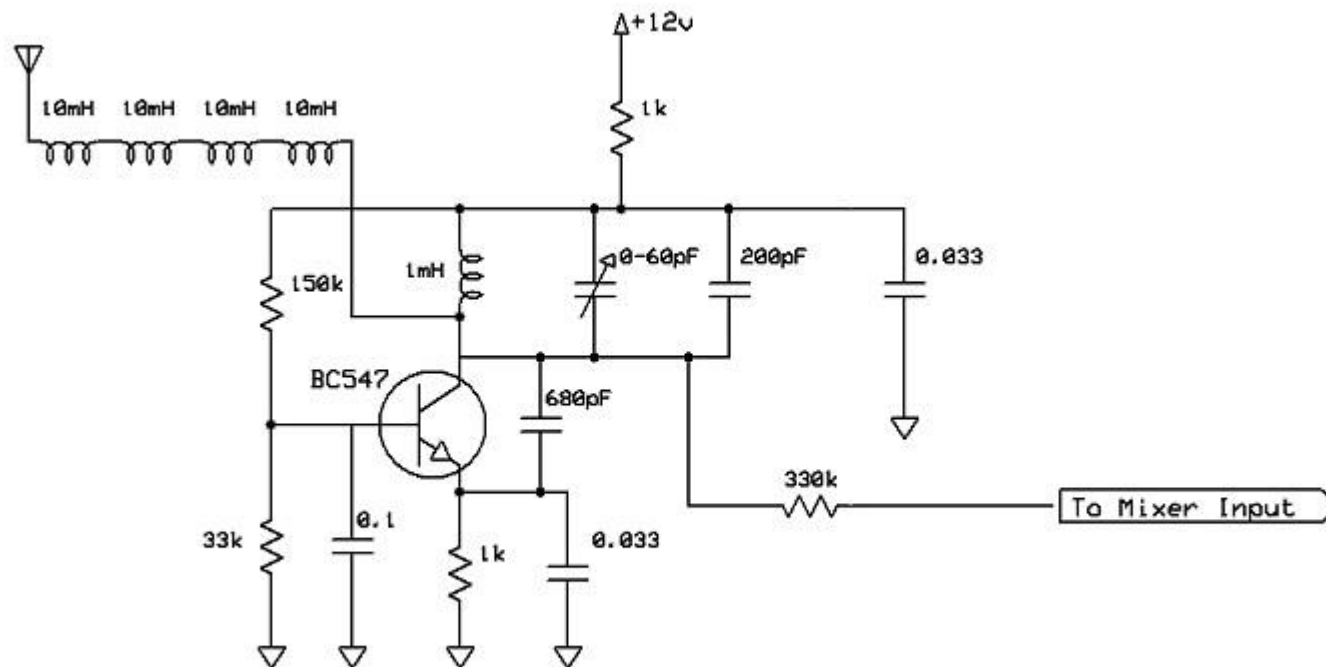 +12v
10mH 10mH 10mH 10mH
1k
150k
1mH
0-60pF
200pF
0.033
BC547
680pF
330k
To Mixer Input
33k
0.1
1k
0.033